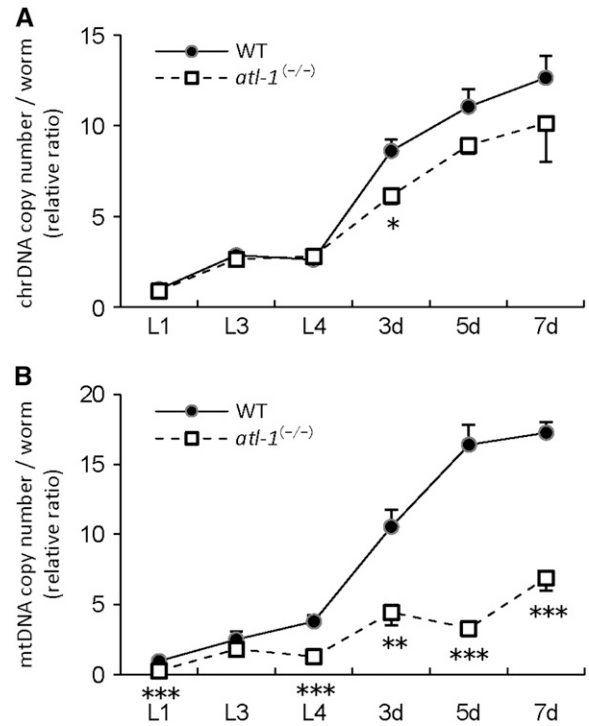 A
chrDNA copy number / worm
(relative ratio)
15
10
5
0
WT
atl-1(−/−)
*
L1 L3 L4 3d 5d 7d
B
mtDNA copy number / worm
(relative ratio)
20
15
10
5
0
WT
atl-1(−/−)
*** *** ** *** ***
L1 L3 L4 3d 5d 7d